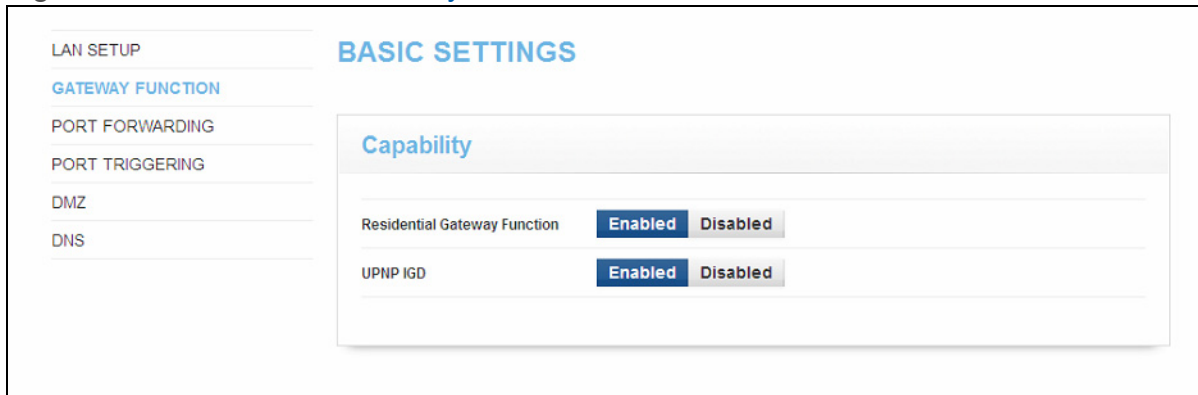 LAN SETUP
GATEWAY FUNCTION
PORT FORWARDING
PORT TRIGGERING
DMZ
DNS
BASIC SETTINGS
Capability
Residential Gateway Function Enabled Disabled
UPNP IGD Enabled Disabled